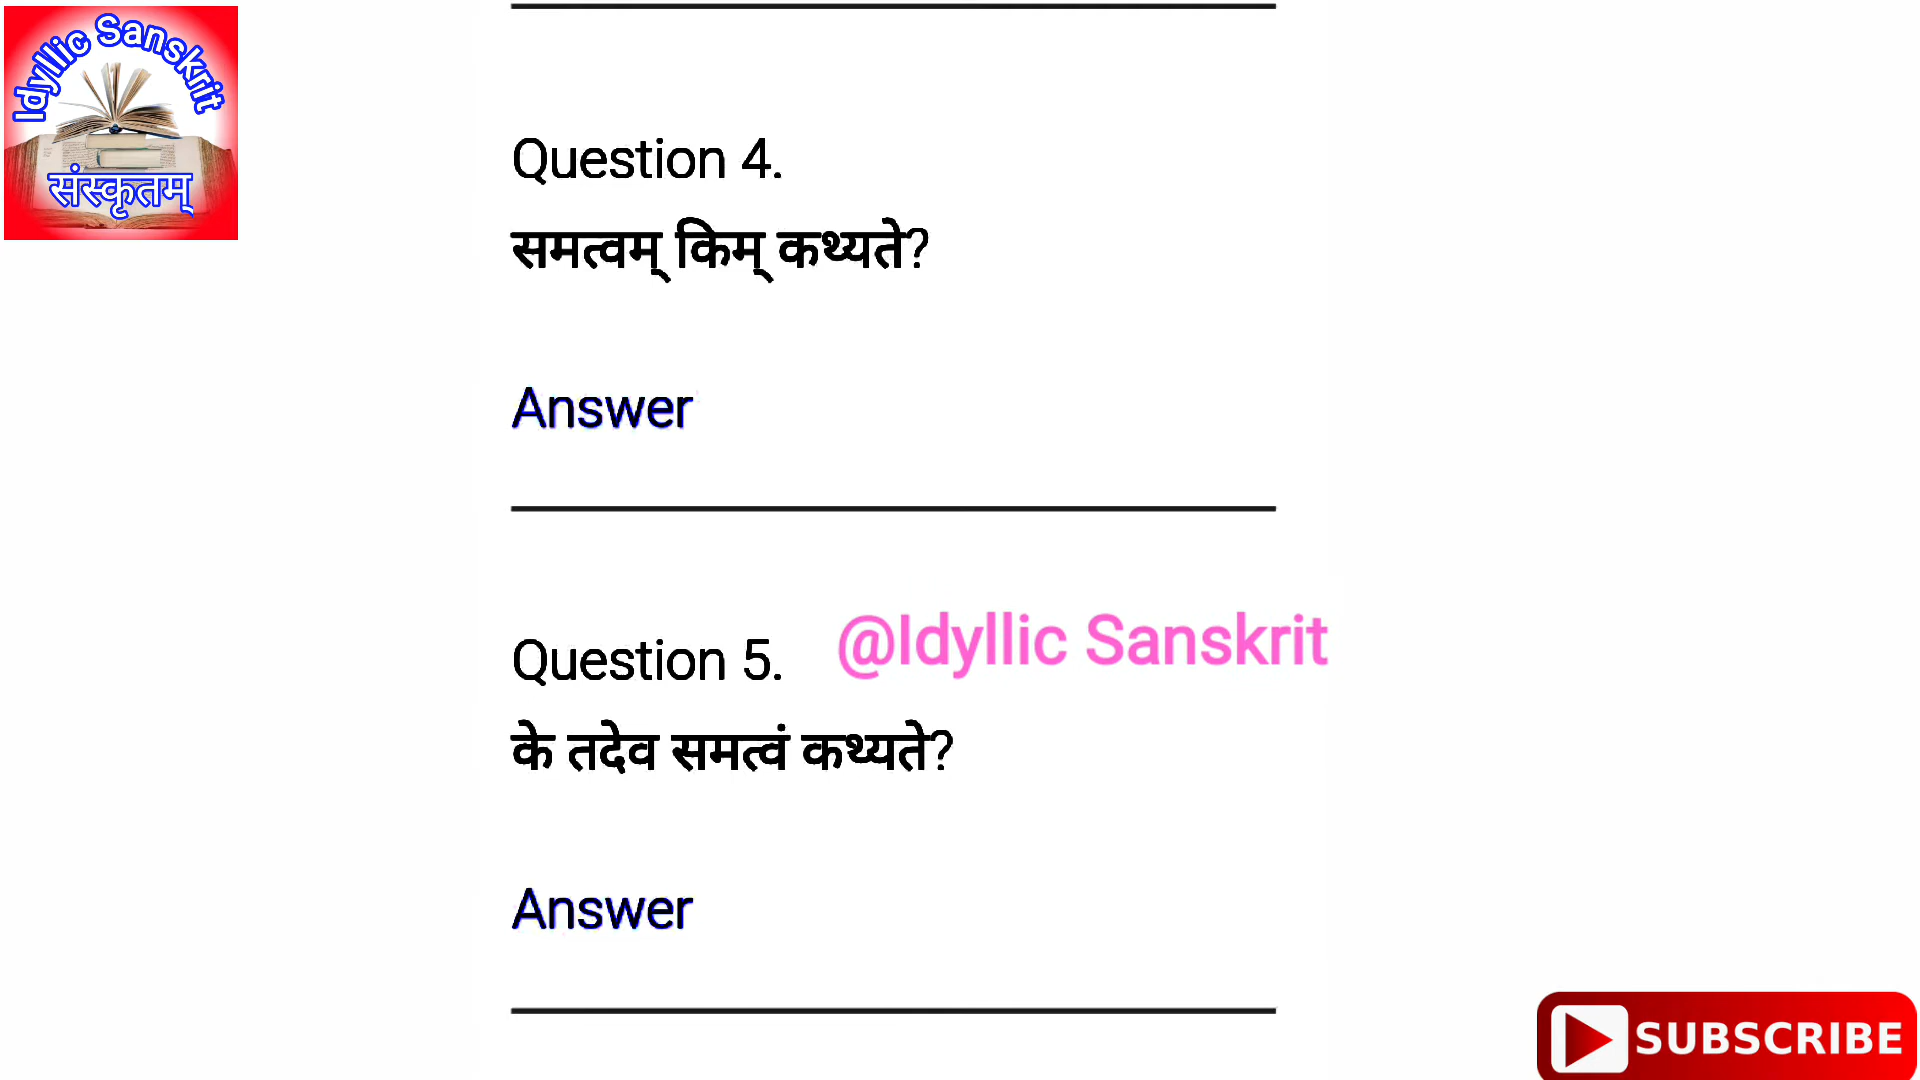 Idyllic Sanskrit
संस्कृतम्
Question 4.
समत्वम् किम् कथ्यते?
Answer
Question 5.
@Idyllic Sanskrit
के तदेव समत्वं कथ्यते?
Answer
SUBSCRIBE